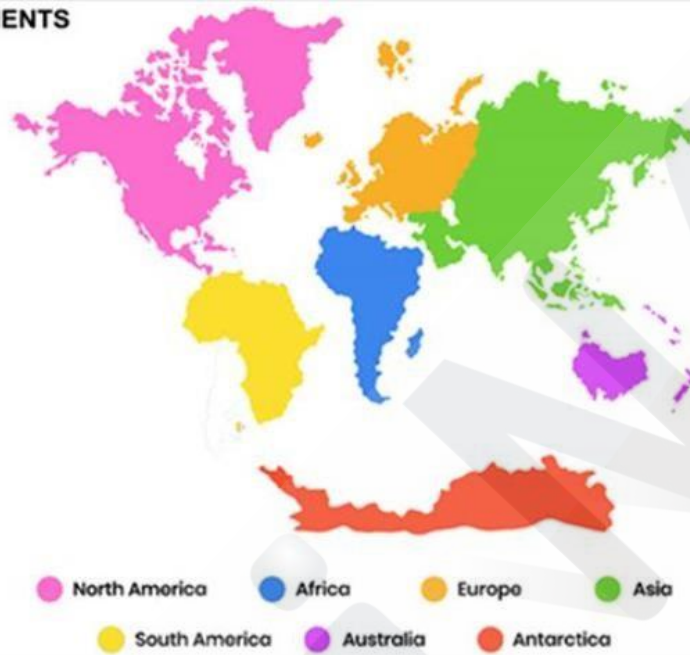 ENTS
North America
Africa
Europe
Asia
South America
Australia
Antarctica